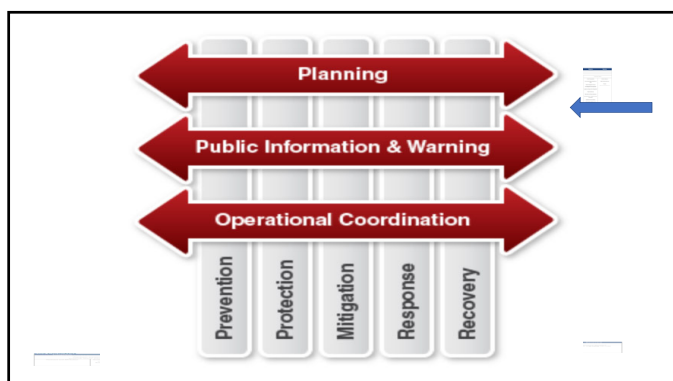 Planning
Public Information & Warning
Operational Coordination
Prevention
Protection
Mitigation
Response
Recovery